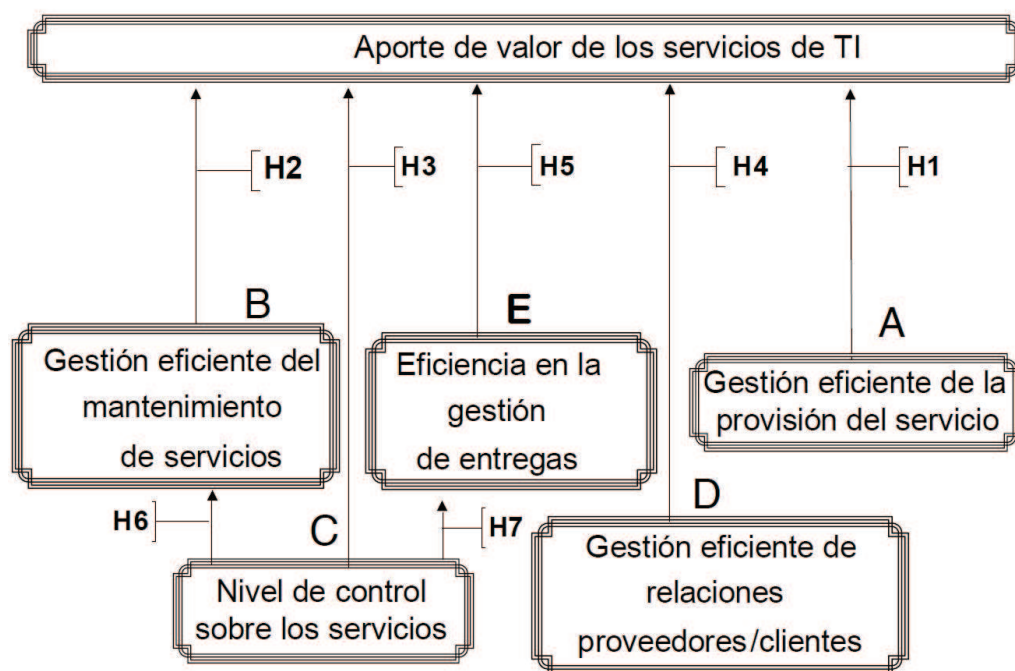 Aporte de valor de los servicios de TI
H2
H3
H5
H4
H1
B
E
A
Gestión eficiente del
mantenimiento
de servicios
Eficiencia en la
gestión
de entregas
Gestión eficiente de la
provisión del servicio
H6
C
H7
D
Nivel de control
sobre los servicios
Gestión eficiente de
relaciones
proveedores/clientes